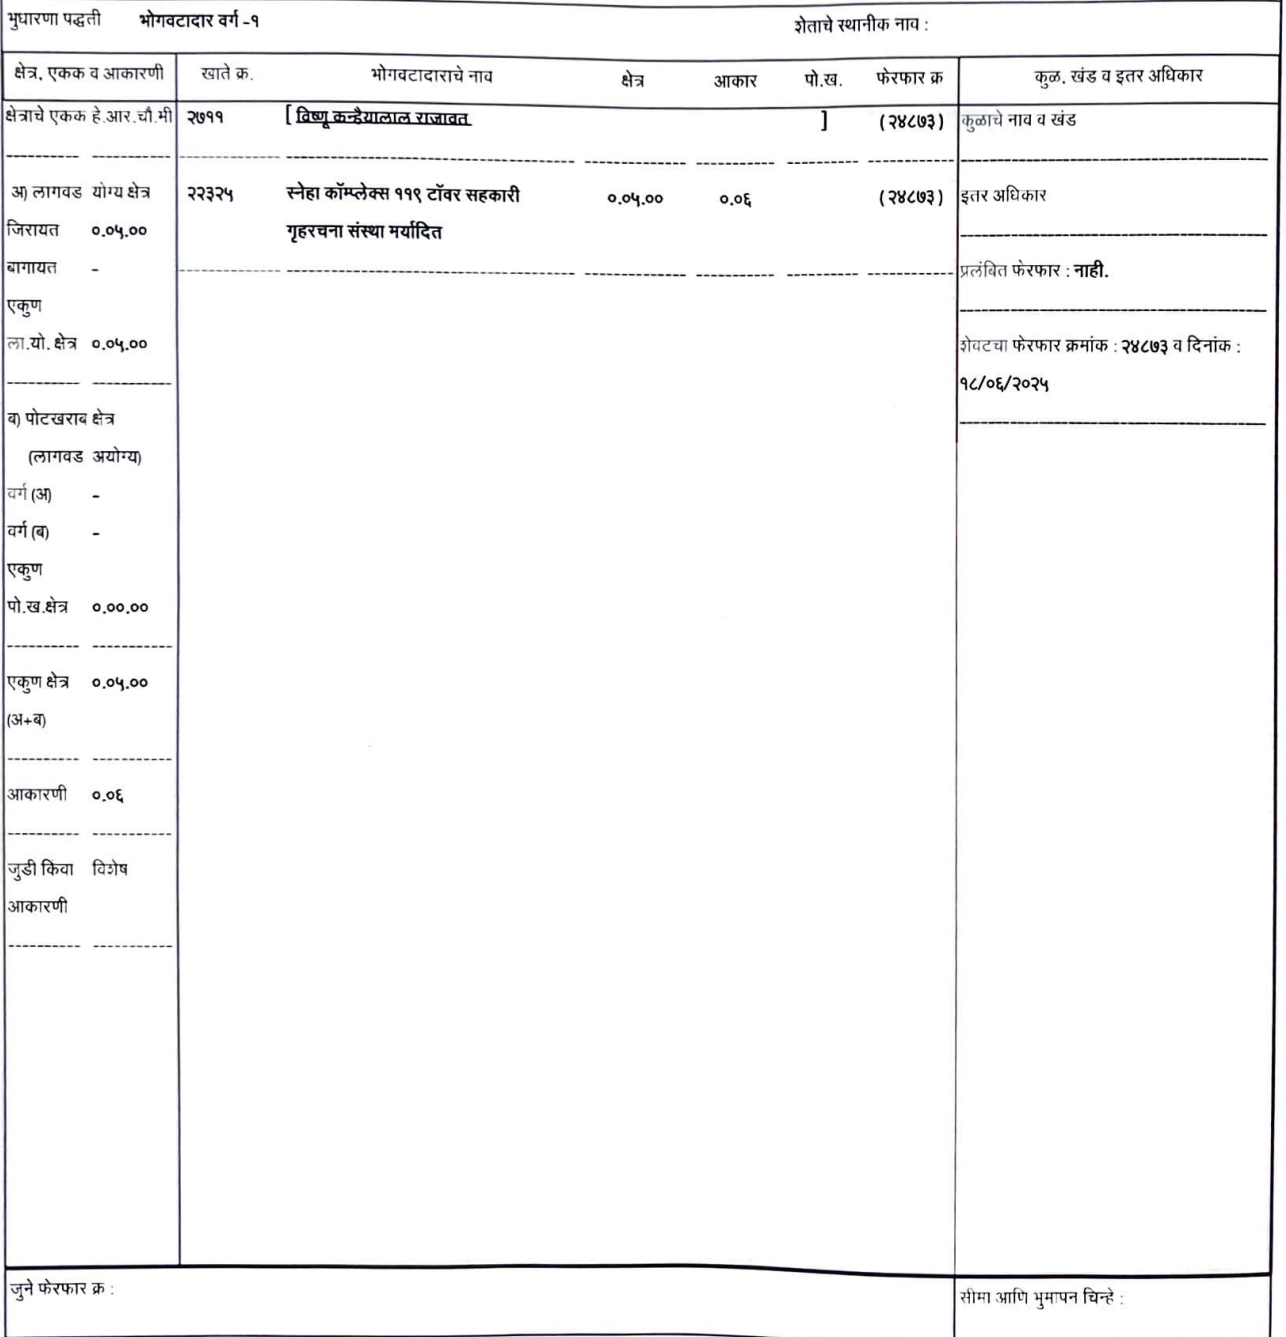 भुधारणा पद्धती भोगवटादार वर्ग -१ शेताचे स्थानीक नाव :
क्षेत्र, एकक व आकारणी खाते क्र. भोगवटादाराचे नाव क्षेत्र आकार पो.ख. फेरफार क्र कुळ, खंड व इतर अधिकार
क्षेत्राचे एकक हे.आर.चौ.मी २७११ [ विष्णू कन्हैयालाल राजावत ] (२४८७३) कुळाचे नाव व खंड
अ) लागवड योग्य क्षेत्र २२३२५ स्नेहा कॉम्प्लेक्स ११९ टॉवर सहकारी ०.०५.०० ०.०६ (२४८७३) इतर अधिकार
जिरायत ०.०५.०० गृहरचना संस्था मर्यादित
बागायत - प्रलंबित फेरफार : नाही.
एकुण
ला.यो. क्षेत्र ०.०५.०० शेवटचा फेरफार क्रमांक : २४८७३ व दिनांक :
१८/०६/२०२५
ब) पोटखराब क्षेत्र
(लागवड अयोग्य)
वर्ग (अ) -
वर्ग (ब) -
एकुण
पो.ख.क्षेत्र ०.००.००
एकुण क्षेत्र ०.०५.००
(अ+ब)
आकारणी ०.०६
जुडी किंवा विशेष
आकारणी
जुने फेरफार क्र :
सीमा आणि भुमापन चिन्हे :